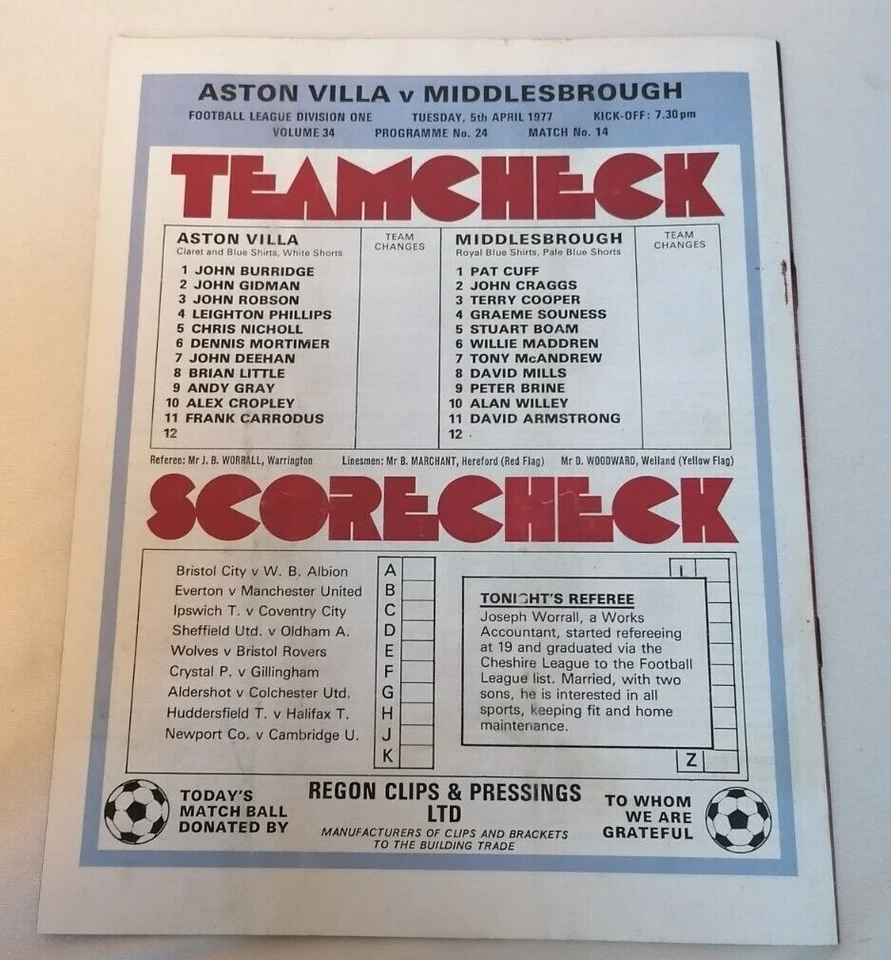 ASTON VILLA v MIDDLESBROUGH
FOOTBALL LEAGUE DIVISION ONE TUESDAY, 5th APRIL 1977 KICK-OFF: 7.30pm
VOLUME 34 PROGRAMME No. 24 MATCH No. 14
TEAMCHECK
ASTON VILLA
Claret and Blue Shirts, White Shorts
TEAM
CHANGES
1 JOHN BURRIDGE
2 JOHN GIDMAN
3 JOHN ROBSON
4 LEIGHTON PHILLIPS
5 CHRIS NICHOLL
6 DENNIS MORTIMER
7 JOHN DEEHAN
8 BRIAN LITTLE
9 ANDY GRAY
10 ALEX CROPLEY
11 FRANK CARRODUS
12
MIDDLESBROUGH
Royal Blue Shirts, Pale Blue Shorts
TEAM
CHANGES
1 PAT CUFF
2 JOHN CRAGGS
3 TERRY COOPER
4 GRAEME SOUNESS
5 STUART BOAM
6 WILLIE MADDREN
7 TONY McANDREW
8 DAVID MILLS
9 PETER BRINE
10 ALAN WILLEY
11 DAVID ARMSTRONG
12
Referee: Mr J. B. WORRALL, Warrington Linesmen: Mr B. MARCHANT, Hereford (Red Flag) Mr D. WOODWARD, Welland (Yellow Flag)
SCORECHECK
Bristol City v W. B. Albion A
Everton v Manchester United B
Ipswich T. v Coventry City C
Sheffield Utd. v Oldham A. D
Wolves v Bristol Rovers E
Crystal P. v Gillingham F
Aldershot v Colchester Utd. G
Huddersfield T. v Halifax T. H
Newport Co. v Cambridge U. J
K
L
TONIGHT'S REFEREE
Joseph Worrall, a Works
Accountant, started refereeing
at 19 and graduated via the
Cheshire League to the Football
League list. Married, with two
sons, he is interested in all
sports, keeping fit and home
maintenance.
Z
TODAY'S
MATCH BALL
DONATED BY
REGON CLIPS & PRESSINGS
LTD
MANUFACTURERS OF CLIPS AND BRACKETS
TO THE BUILDING TRADE
TO WHOM
WE ARE
GRATEFUL